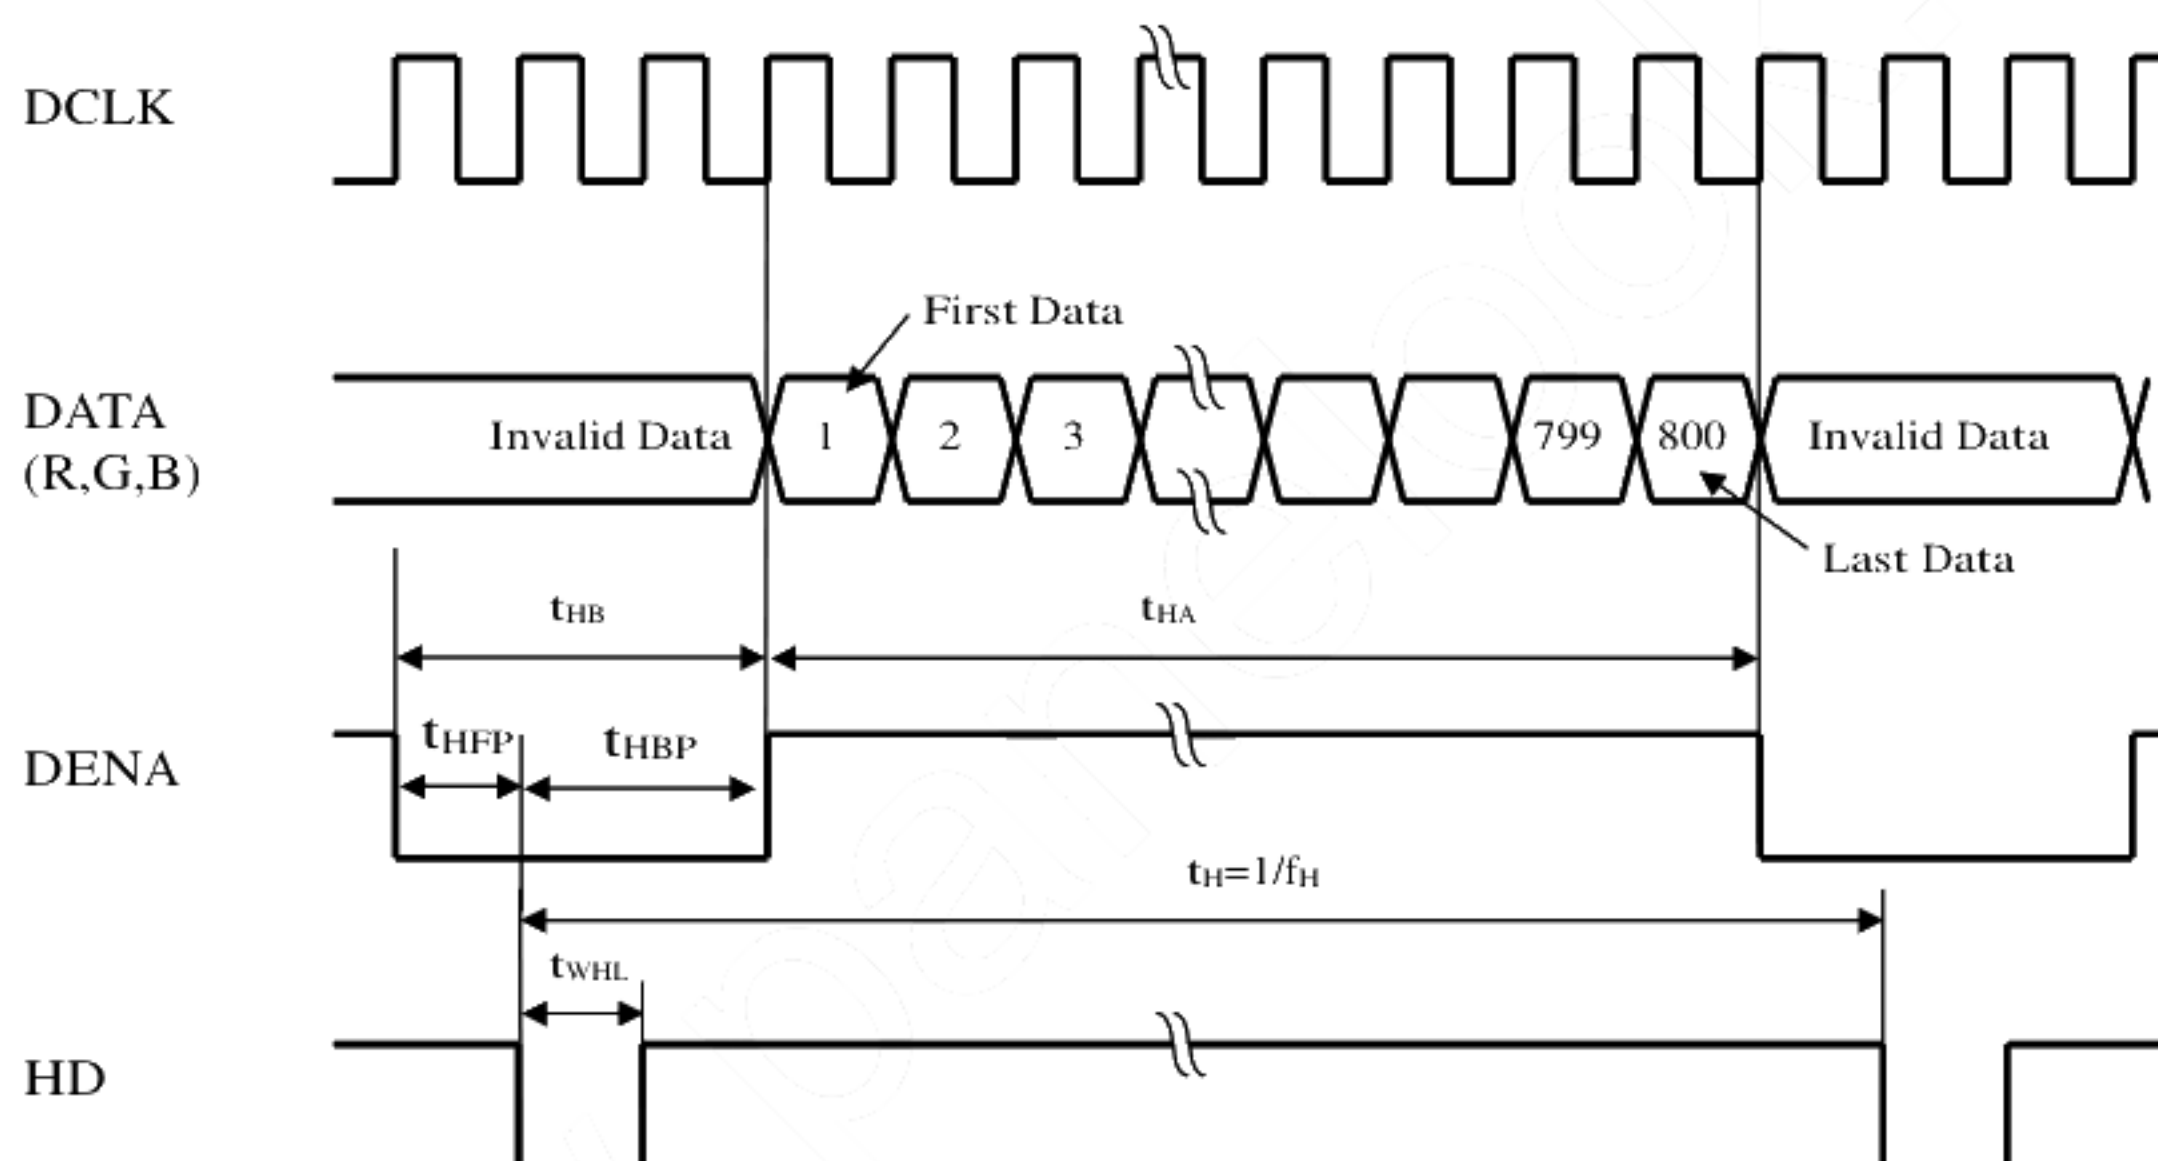 DCLK
First Data
DATA
(R,G,B)
Invalid Data 1 2 3 799 800 Invalid Data
Last Data
tHB tHA
DENA
tHFP tHBP
tH=1/fH
tWHL
HD